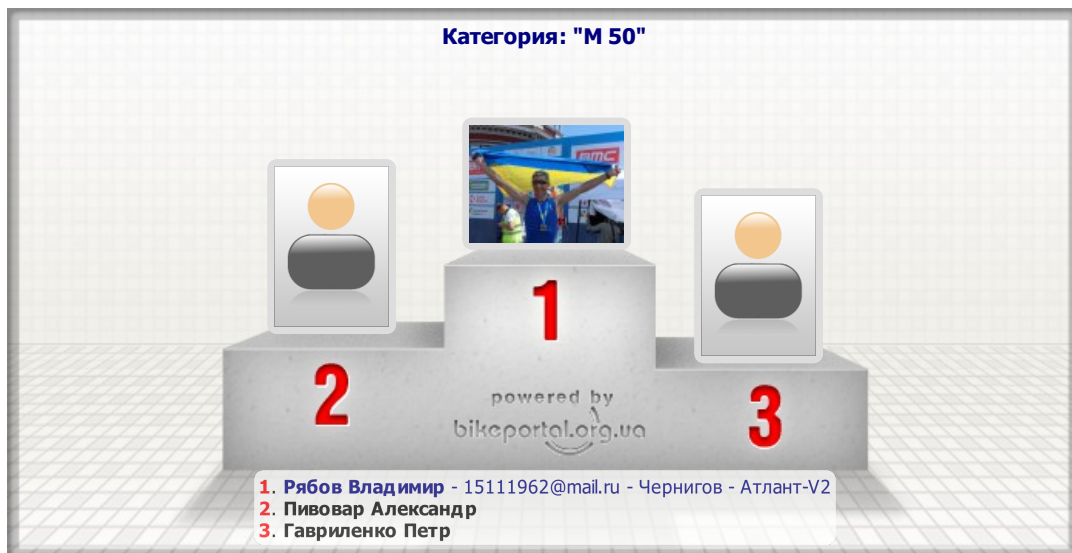 Категория: "М 50"
BMC
1
2
3
powered by
bikeportal.org.ua
1. Рябов Владимир - 15111962@mail.ru - Чернигов - Атлант-V2
2. Пивовар Александр
3. Гавриленко Петр